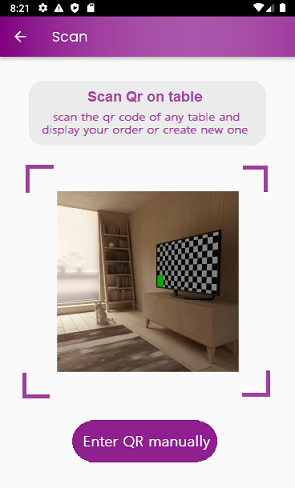 8:21
Scan
Scan Qr on table
scan the qr code of any table and
display your order or create new one
Enter QR manually